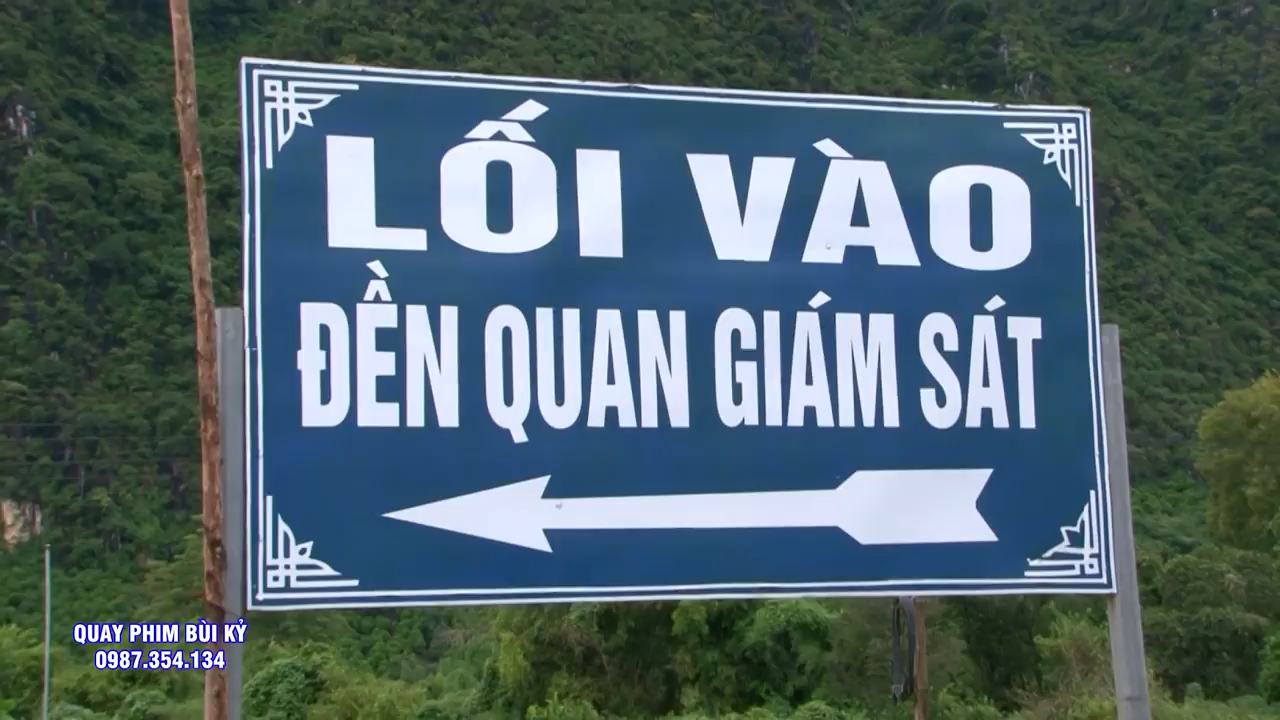 LỐI VÀO
ĐỀN QUAN GIÁM SÁT
QUAY PHIM BÙI KỶ
0987.354.134